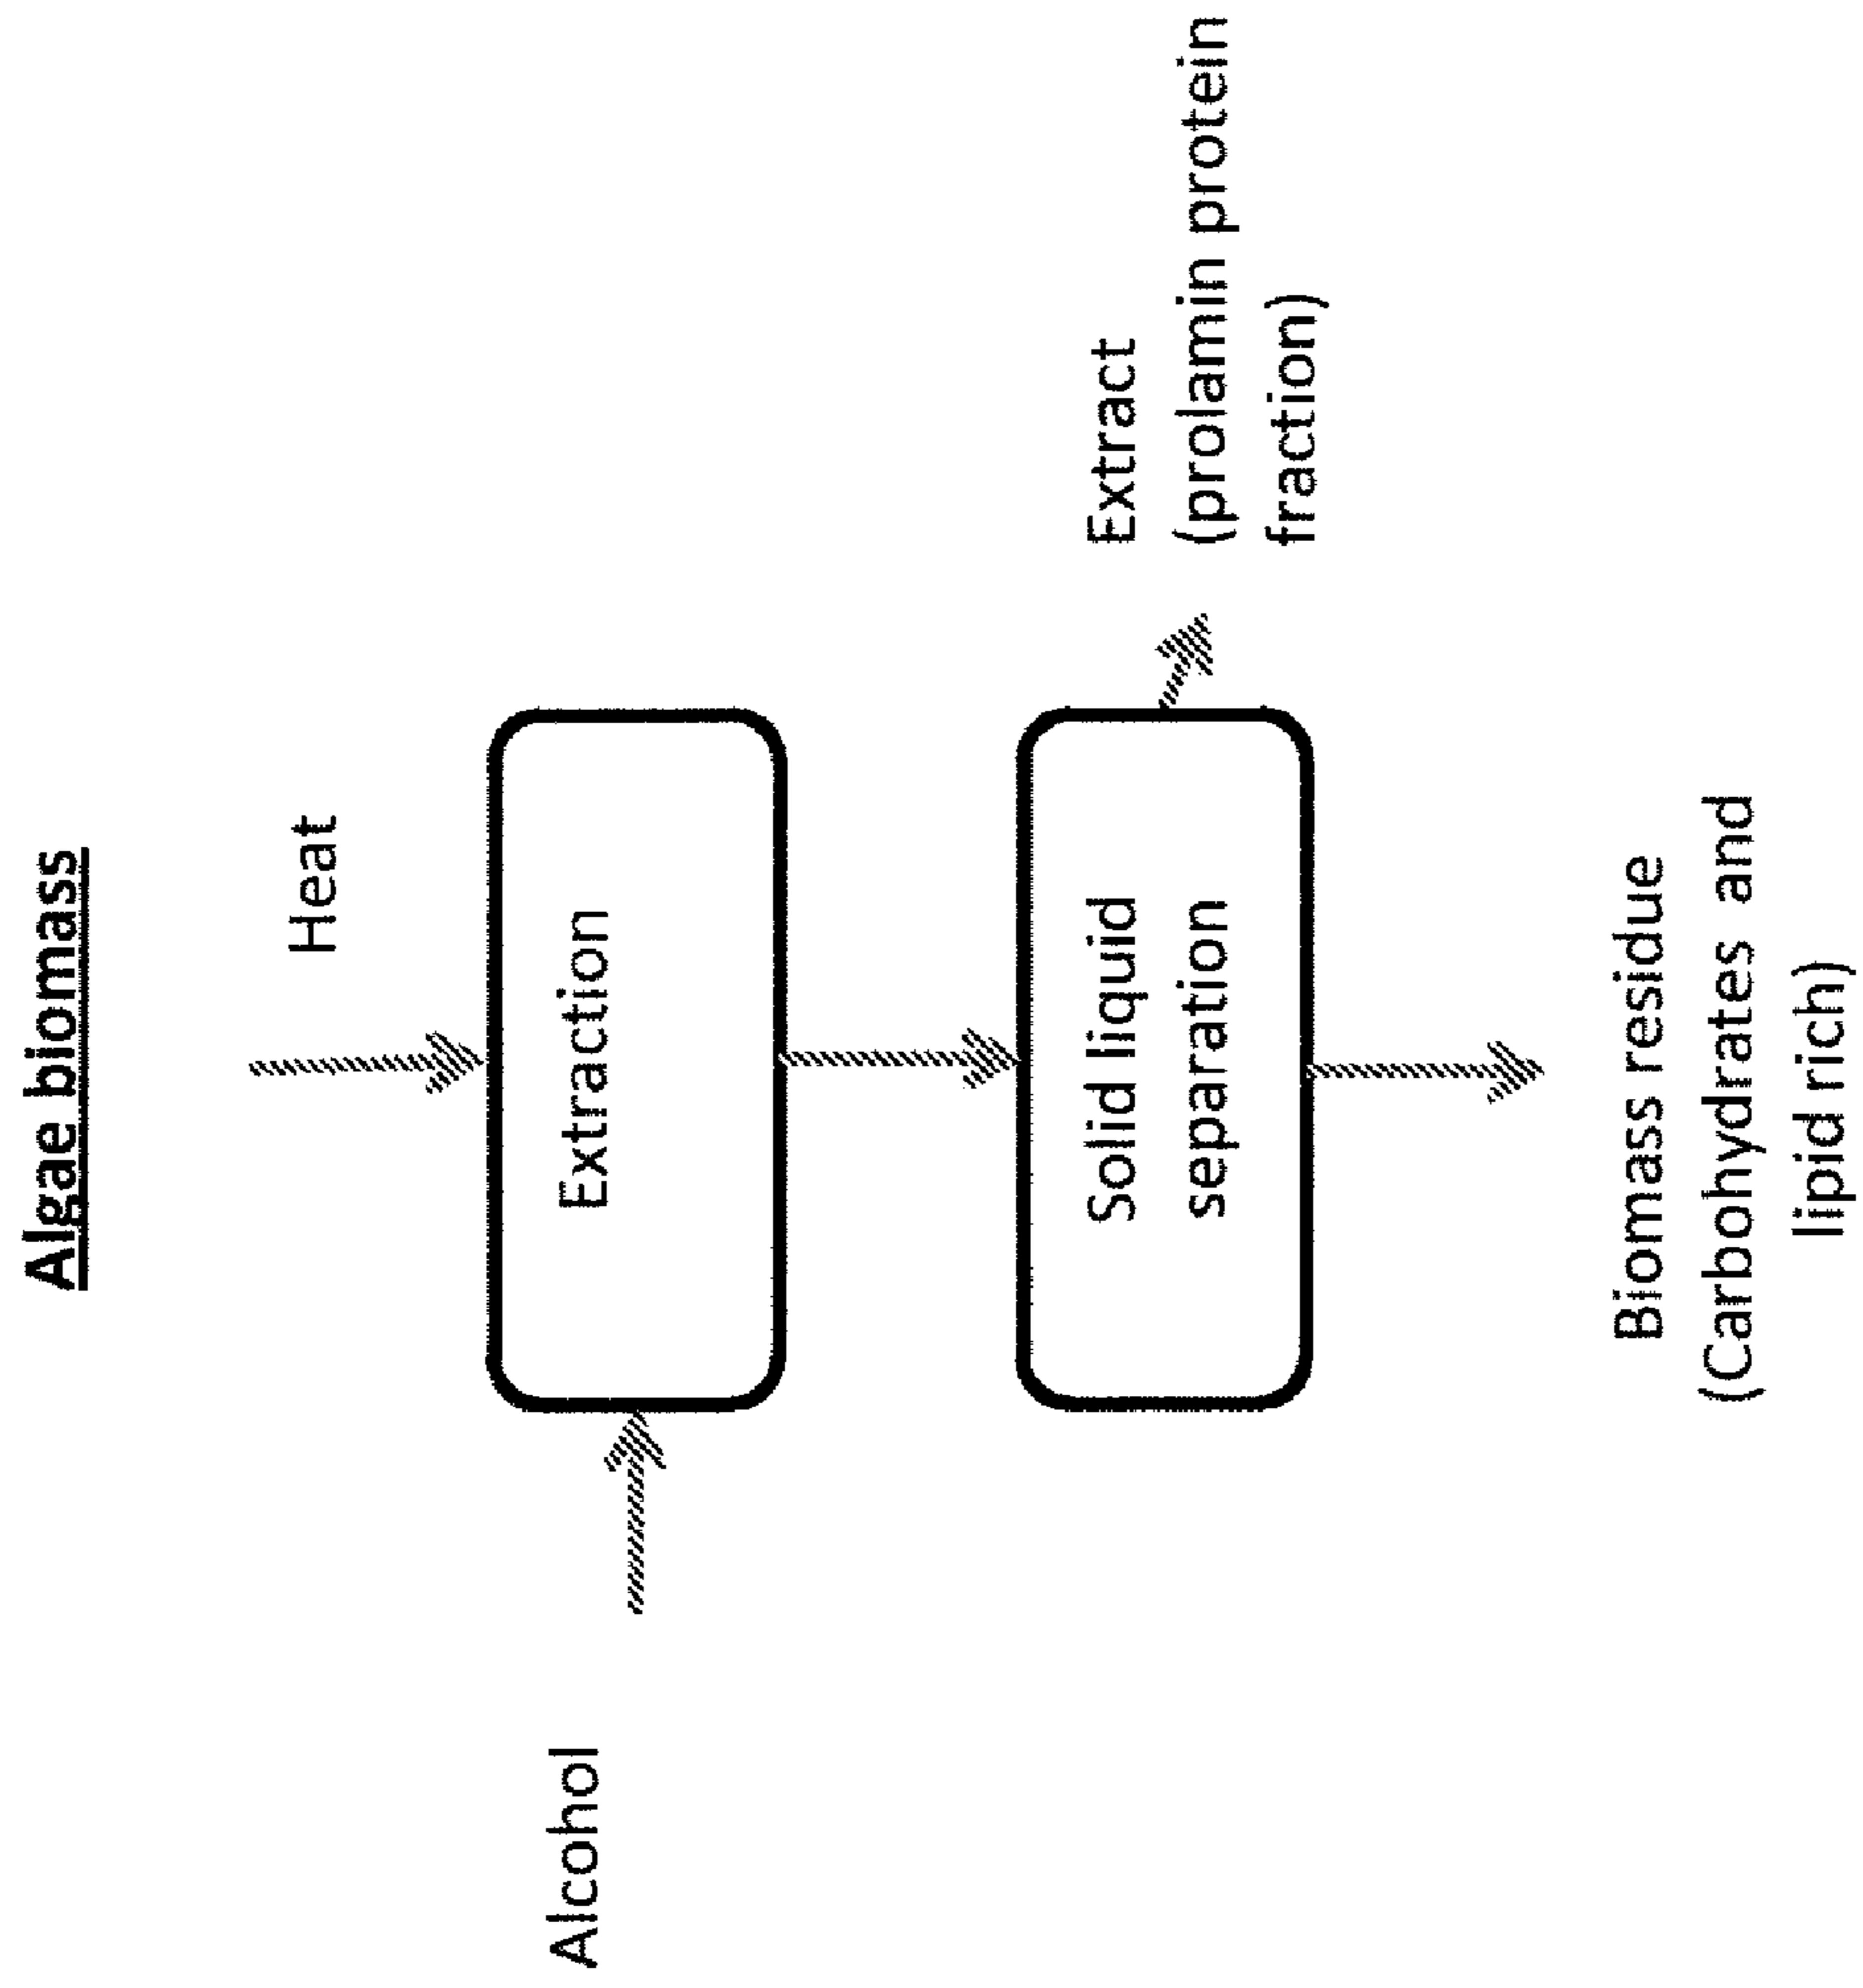 Algae biomass
Heat
Alcohol
Extraction
Solid liquid
separation
Extract
(prolamin protein
fraction)
Biomass residue
(Carbohydrates and
lipid rich)